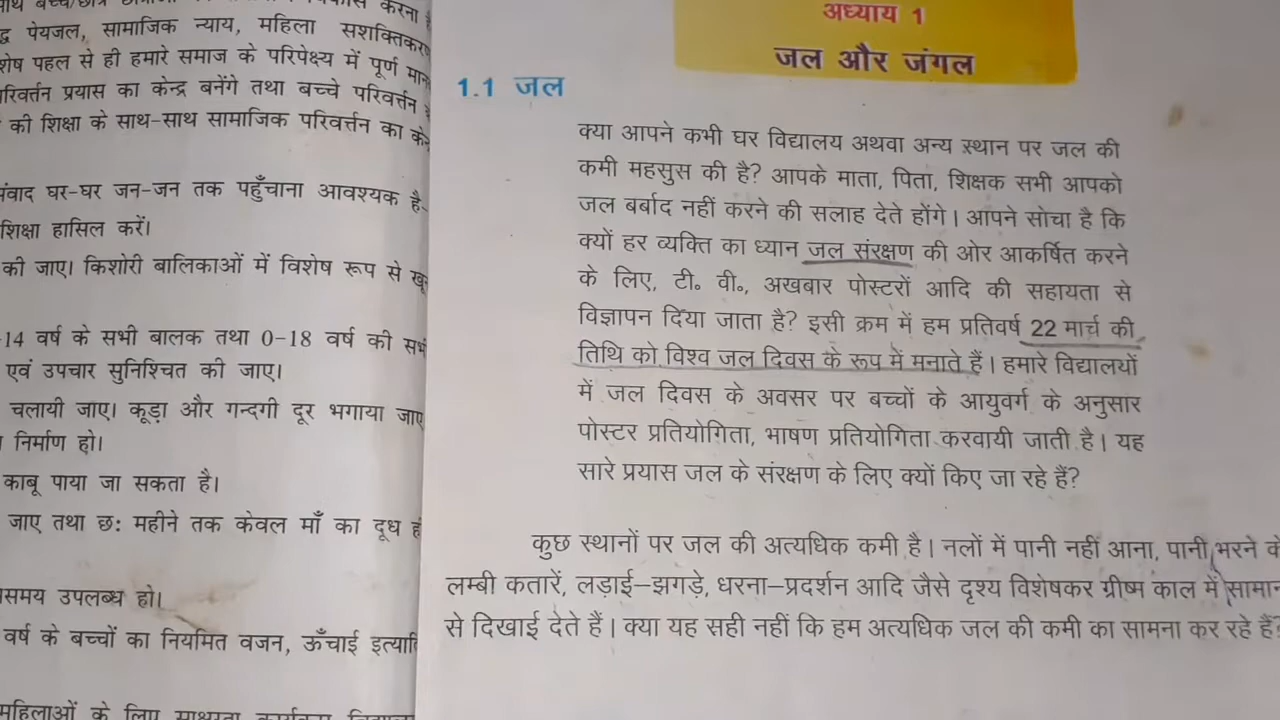 करना
पेयजल, सामाजिक न्याय, महिला सशक्तिकरण
पहल से ही हमारे समाज के परिपेक्ष्य में पूर्ण
प्रयास का केन्द्र बनेंगे तथा बच्चे परिवर्तन
की शिक्षा के साथ-साथ सामाजिक परिवर्तन का
घर-घर जन-जन तक पहुँचाना आवश्यक है-
शिक्षा हासिल करें।
की जाए। किशोरी बालिकाओं में विशेष रूप से
14 वर्ष के सभी बालक तथा 0-18 वर्ष की
एवं उपचार सुनिश्चित की जाए।
चलायी जाए। कूड़ा और गन्दगी दूर भगाया जाए
निर्माण हो।
काबू पाया जा सकता है।
जाए तथा छः महीने तक केवल माँ का दूध
समय उपलब्ध हो।
वर्ष के बच्चों का नियमित वजन, ऊँचाई
महिलाओं के लिए
अध्याय 1
जल और जंगल
1.1 जल
क्या आपने कभी घर विद्यालय अथवा अन्य स्थान पर जल की
कमी महसुस की है? आपके माता, पिता, शिक्षक सभी आपको
जल बर्बाद नहीं करने की सलाह देते होंगे। आपने सोचा है कि
क्यों हर व्यक्ति का ध्यान जल संरक्षण की ओर आकर्षित करने
के लिए, टी॰ वी॰, अखबार पोस्टरों आदि की सहायता से
विज्ञापन दिया जाता है? इसी क्रम में हम प्रतिवर्ष 22 मार्च की
तिथि को विश्व जल दिवस के रूप में मनाते हैं। हमारे विद्यालयों
में जल दिवस के अवसर पर बच्चों के आयुवर्ग के अनुसार
पोस्टर प्रतियोगिता, भाषण प्रतियोगिता करवायी जाती है। यह
सारे प्रयास जल के संरक्षण के लिए क्यों किए जा रहे हैं?
कुछ स्थानों पर जल की अत्यधिक कमी है। नलों में पानी नहीं आना, पानी भरने
लम्बी कतारें, लड़ाई–झगड़े, धरना–प्रदर्शन आदि जैसे दृश्य विशेषकर ग्रीष्म काल में
से दिखाई देते हैं। क्या यह सही नहीं कि हम अत्यधिक जल की कमी का सामना कर रहे हैं?